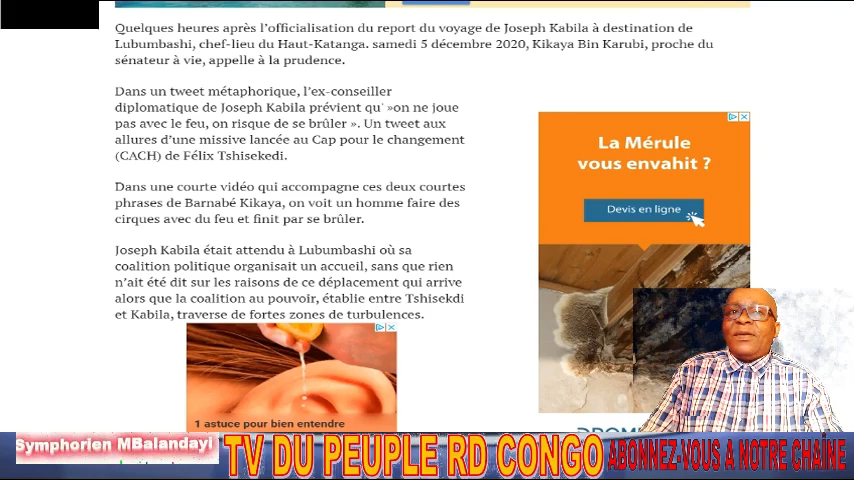 Quelques heures après l'officialisation du report du voyage de Joseph Kabila à destination de
Lubumbashi, chef-lieu du Haut-Katanga. samedi 5 décembre 2020, Kikaya Bin Karubi, proche du
sénateur à vie, appelle à la prudence.
Dans un tweet métaphorique, l'ex-conseiller
diplomatique de Joseph Kabila prévient qu' »on ne joue
pas avec le feu, on risque de se brûler ». Un tweet aux
allures d'une missive lancée au Cap pour le changement
(CACH) de Félix Tshisekedi.
Dans une courte vidéo qui accompagne ces deux courtes
phrases de Barnabé Kikaya, on voit un homme faire des
cirques avec du feu et finit par se brûler.
Joseph Kabila était attendu à Lubumbashi où sa
coalition politique organisait un accueil, sans que rien
n'ait été dit sur les raisons de ce déplacement qui arrive
alors que la coalition au pouvoir, établie entre Tshisekdi
et Kabila, traverse de fortes zones de turbulences.
La Mérule
vous envahit ?
Devis en ligne
1 astuce pour bien entendre
Symphorien MBalandayi
TV DU PEUPLE RD CONGO
ABONNEZ-VOUS A NOTRE CHAÎNE